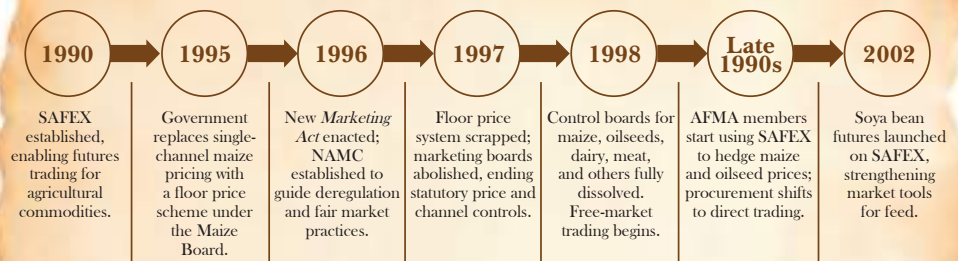 1990
SAFEX
established,
enabling futures
trading for
agricultural
commodities.
1995
Government
replaces single-
channel maize
pricing with
a floor price
scheme under
the Maize
Board.
1996
New Marketing
Act enacted;
NAMC
established to
guide deregulation
and fair market
practices.
1997
Floor price
system scrapped;
marketing boards
abolished, ending
statutory price and
channel controls.
1998
Control boards for
maize, oilseeds,
dairy, meat,
and others fully
dissolved.
Free-market
trading begins.
Late
1990s
AFMA members
start using SAFEX
to hedge maize
and oilseed prices;
procurement shifts
to direct trading.
2002
Soya bean
futures launched
on SAFEX,
strengthening
market tools
for feed.